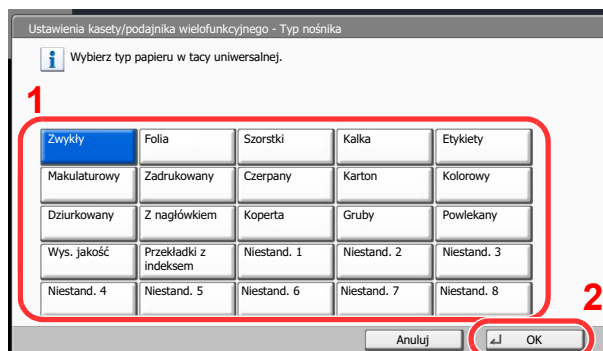 Ustawienia kasety/podajnika wielofunkcyjnego - Typ nośnika
Wybierz typ papieru w tacy uniwersalnej.
1
Zwykły Folia Szorstki Kalka Etykiety
Makulaturowy Zadrukowany Czerpany Karton Kolorowy
Dziurkowany Z nagłówkiem Koperta Gruby Powlekany
Wys. jakość Przekładki z indeksem Niestand. 1 Niestand. 2 Niestand. 3
Niestand. 4 Niestand. 5 Niestand. 6 Niestand. 7 Niestand. 8
2
Anuluj OK